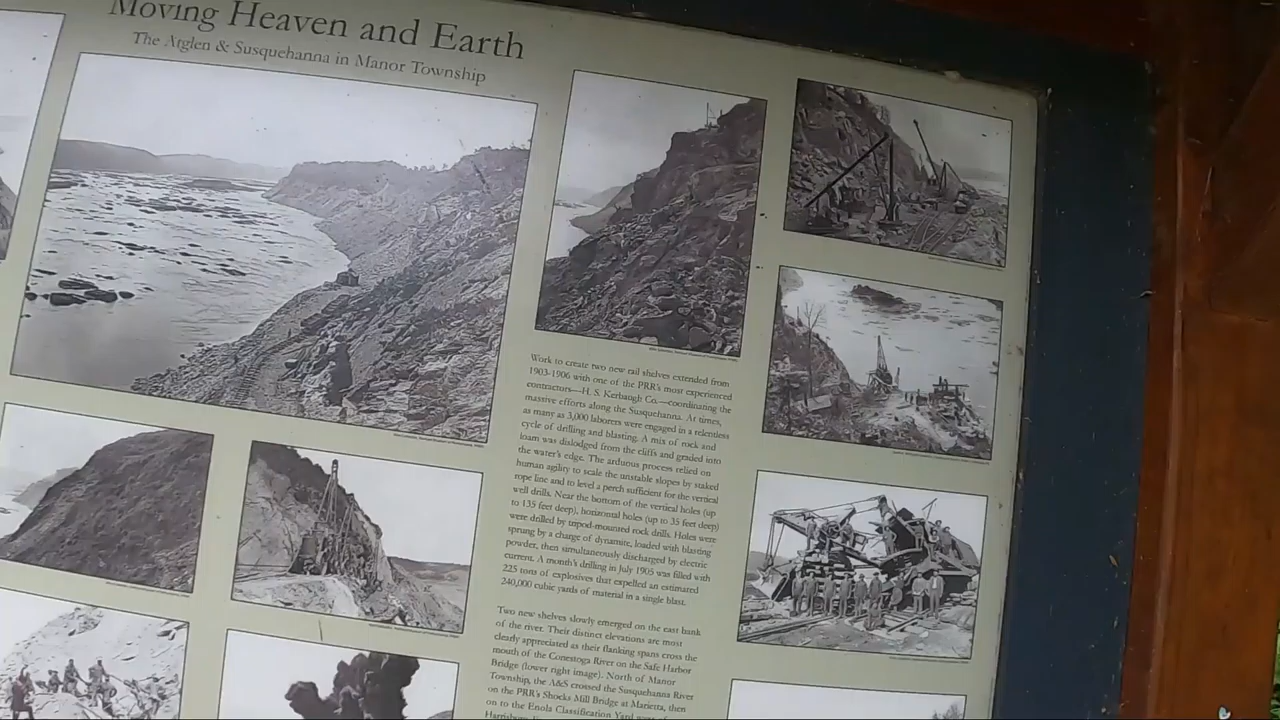 Moving Heaven and Earth
The Atglen & Susquehanna in Manor Township
Work to create two new rail shelves extended from
1903-1906 with one of the PRR's most experienced
contractors—H. S. Kerbaugh Co.—coordinating the
massive efforts along the Susquehanna. At times,
as many as 3,000 laborers were engaged in a relentless
cycle of drilling and blasting. A mix of rock and
loam was dislodged from the cliffs and graded into
the water's edge. The arduous process relied on
human agility to scale the unstable slopes by staked
rope line and to level a perch sufficient for the vertical
well drills. Near the bottom of the vertical holes (up
to 135 feet deep), horizontal holes (up to 35 feet deep)
were drilled by tripod-mounted rock drills. Holes were
sprung by a charge of dynamite, loaded with blasting
powder, then simultaneously discharged by electric
current. A month's drilling in July 1905 was filled with
225 tons of explosives that expelled an estimated
240,000 cubic yards of material in a single blast.
Two new shelves slowly emerged on the east bank
of the river. Their distinct elevations are most
clearly appreciated as their flanking spans cross the
mouth of the Conestoga River on the Safe Harbor
Bridge (lower right image). North of Manor
Township, the A&S crossed the Susquehanna River
on the PRR's Shocks Mill Bridge at Marietta, then
on to the Enola Classification Yard west of